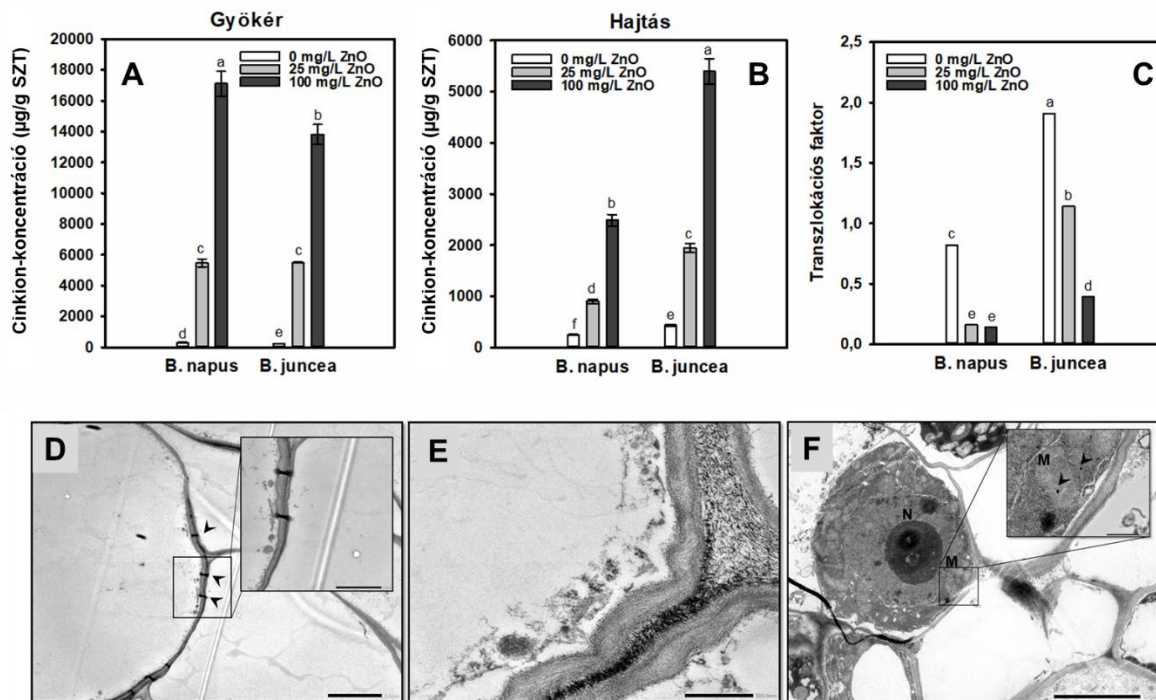 Gyökér
A
Cinkion-koncentráció (µg/g SZT)
20000
18000
16000
14000
12000
10000
8000
6000
4000
2000
0
0 mg/L ZnO
25 mg/L ZnO
100 mg/L ZnO
d
c
a
e
c
b
B. napus
B. juncea
Hajtás
B
Cinkion-koncentráció (µg/g SZT)
6000
5000
4000
3000
2000
1000
0
0 mg/L ZnO
25 mg/L ZnO
100 mg/L ZnO
f
d
b
e
c
a
B. napus
B. juncea
C
Transzlokációs faktor
2,5
2,0
1,5
1,0
0,5
0,0
0 mg/L ZnO
25 mg/L ZnO
100 mg/L ZnO
c
e
e
a
b
d
B. napus
B. juncea
D
E
F
N
M
M